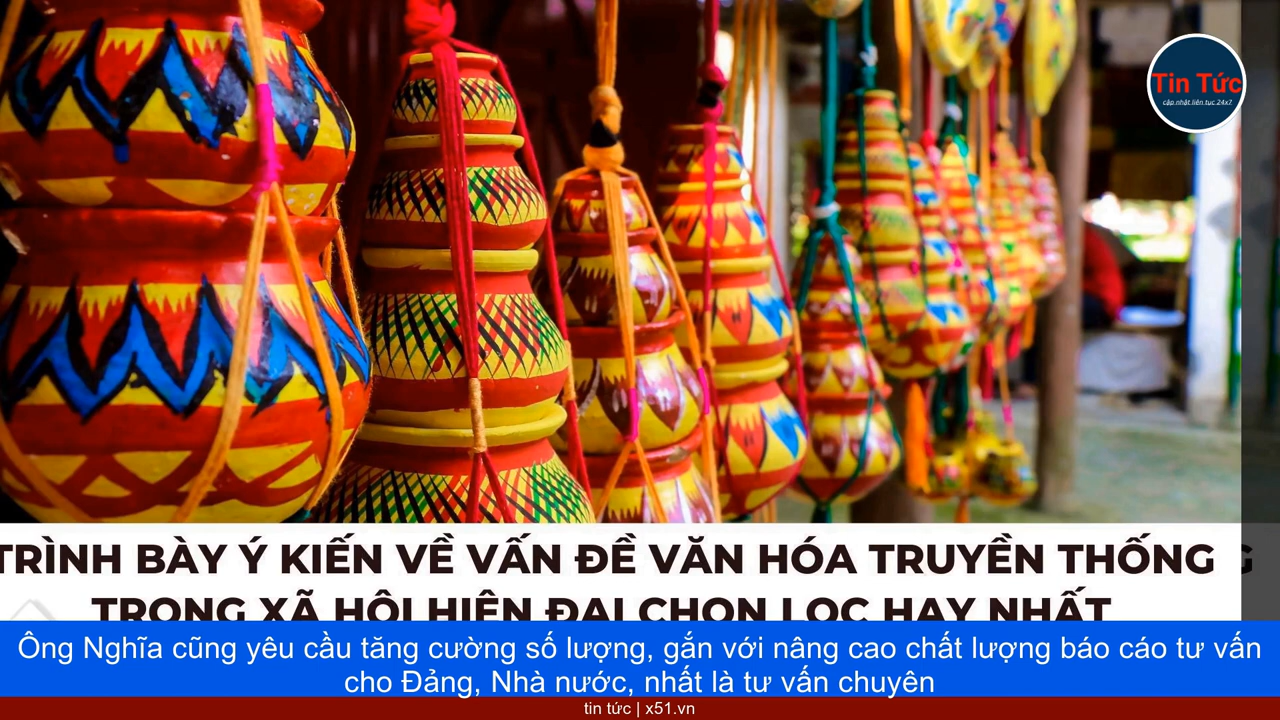 Tin Tức
cập nhật liên tục 24x7
TRÌNH BÀY Ý KIẾN VỀ VẤN ĐỀ VĂN HÓA TRUYỀN THỐNG
TRONG XÃ HỘI HIỆN ĐẠI CHỌN LỌC HAY NHẤT
Ông Nghĩa cũng yêu cầu tăng cường số lượng, gắn với nâng cao chất lượng báo cáo tư vấn
cho Đảng, Nhà nước, nhất là tư vấn chuyên
tin tức | x51.vn